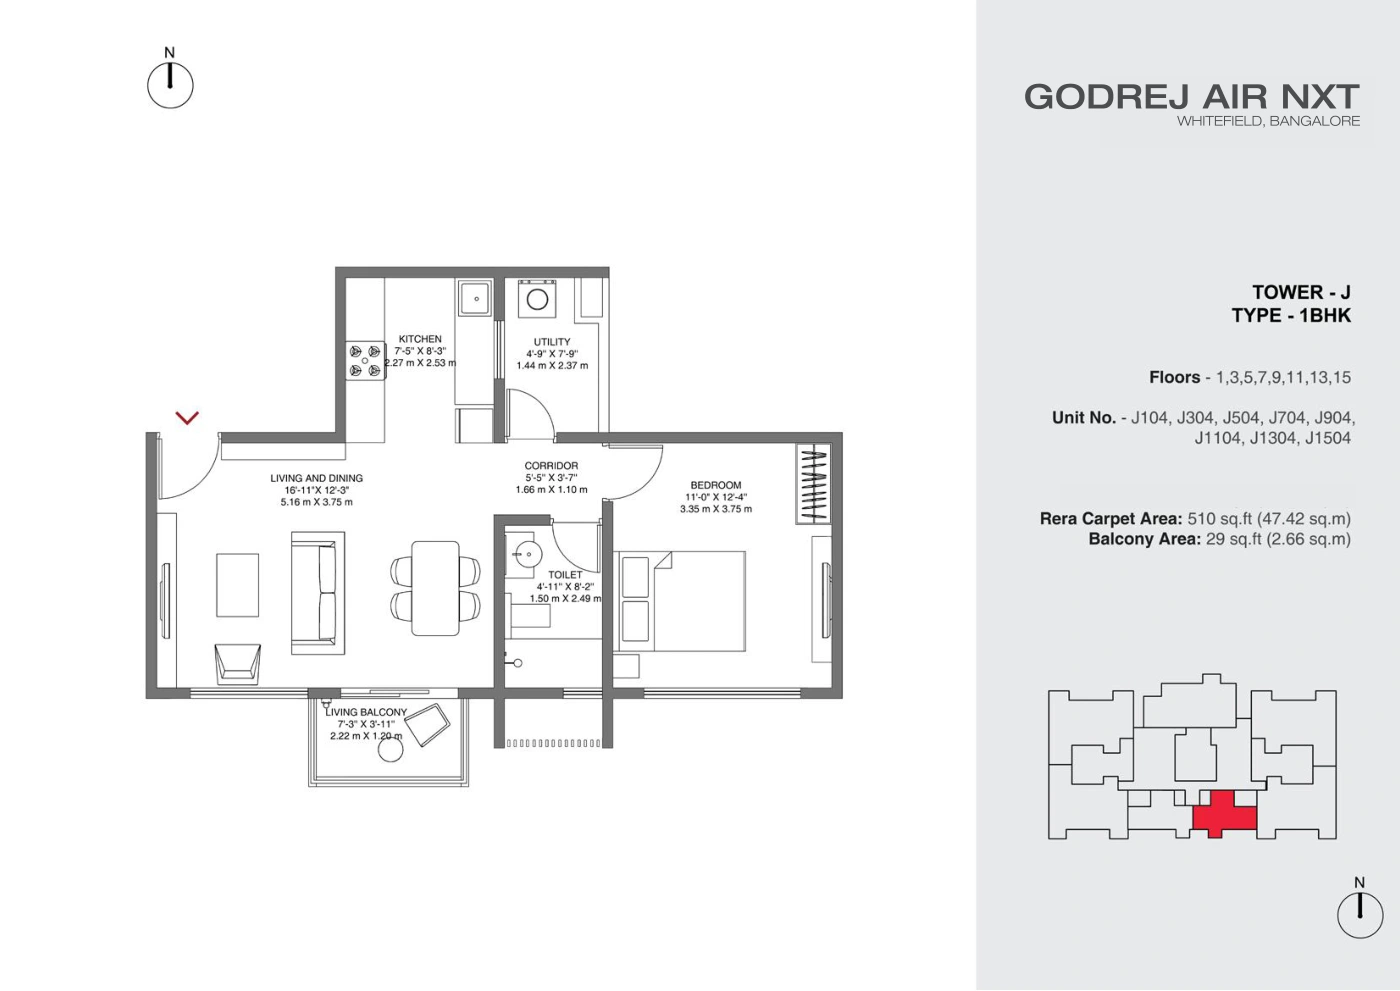 N
GODREJ AIR NXT
WHITEFIELD, BANGALORE
TOWER - J
TYPE - 1BHK
Floors - 1,3,5,7,9,11,13,15
Unit No. - J104, J304, J504, J704, J904,
J1104, J1304, J1504
Rera Carpet Area: 510 sq.ft (47.42 sq.m)
Balcony Area: 29 sq.ft (2.66 sq.m)
KITCHEN
7'-5" X 8'-3"
2.27 m X 2.53 m
UTILITY
4'-9" X 7'-9"
1.44 m X 2.37 m
LIVING AND DINING
16'-11"X 12'-3"
5.16 m X 3.75 m
CORRIDOR
5'-5" X 3'-7"
1.66 m X 1.10 m
BEDROOM
11'-0" X 12'-4"
3.35 m X 3.75 m
TOILET
4'-11" X 8'-2"
1.50 m X 2.49 m
LIVING BALCONY
7'-3" X 3'-11"
2.22 m X 1.20 m
N